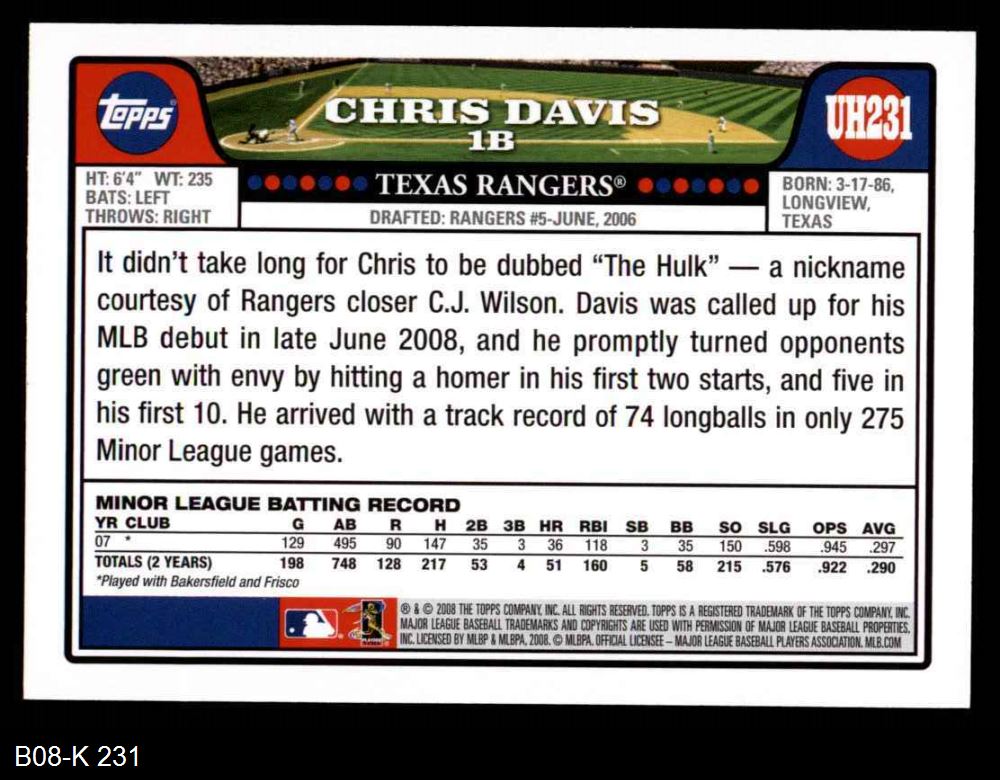 Topps®
CHRIS DAVIS
1B
UH231
HT: 6'4" WT: 235
BATS: LEFT
THROWS: RIGHT
TEXAS RANGERS®
DRAFTED: RANGERS #5-JUNE, 2006
BORN: 3-17-86,
LONGVIEW,
TEXAS
It didn't take long for Chris to be dubbed “The Hulk” — a nickname
courtesy of Rangers closer C.J. Wilson. Davis was called up for his
MLB debut in late June 2008, and he promptly turned opponents
green with envy by hitting a homer in his first two starts, and five in
his first 10. He arrived with a track record of 74 longballs in only 275
Minor League games.
MINOR LEAGUE BATTING RECORD
YR CLUB G AB R H 2B 3B HR RBI SB BB SO SLG OPS AVG
07 * 129 495 90 147 35 3 36 118 3 35 150 .598 .945 .297
TOTALS (2 YEARS) 198 748 128 217 53 4 51 160 5 58 215 .576 .922 .290
*Played with Bakersfield and Frisco
® & © 2008 THE TOPPS COMPANY, INC. ALL RIGHTS RESERVED. TOPPS IS A REGISTERED TRADEMARK OF THE TOPPS COMPANY, INC.
MAJOR LEAGUE BASEBALL TRADEMARKS AND COPYRIGHTS ARE USED WITH PERMISSION OF MAJOR LEAGUE BASEBALL PROPERTIES,
INC. LICENSED BY MLBP & MLBPA, 2008. © MLBPA. OFFICIAL LICENSEE – MAJOR LEAGUE BASEBALL PLAYERS ASSOCIATION. MLB.COM
B08-K 231